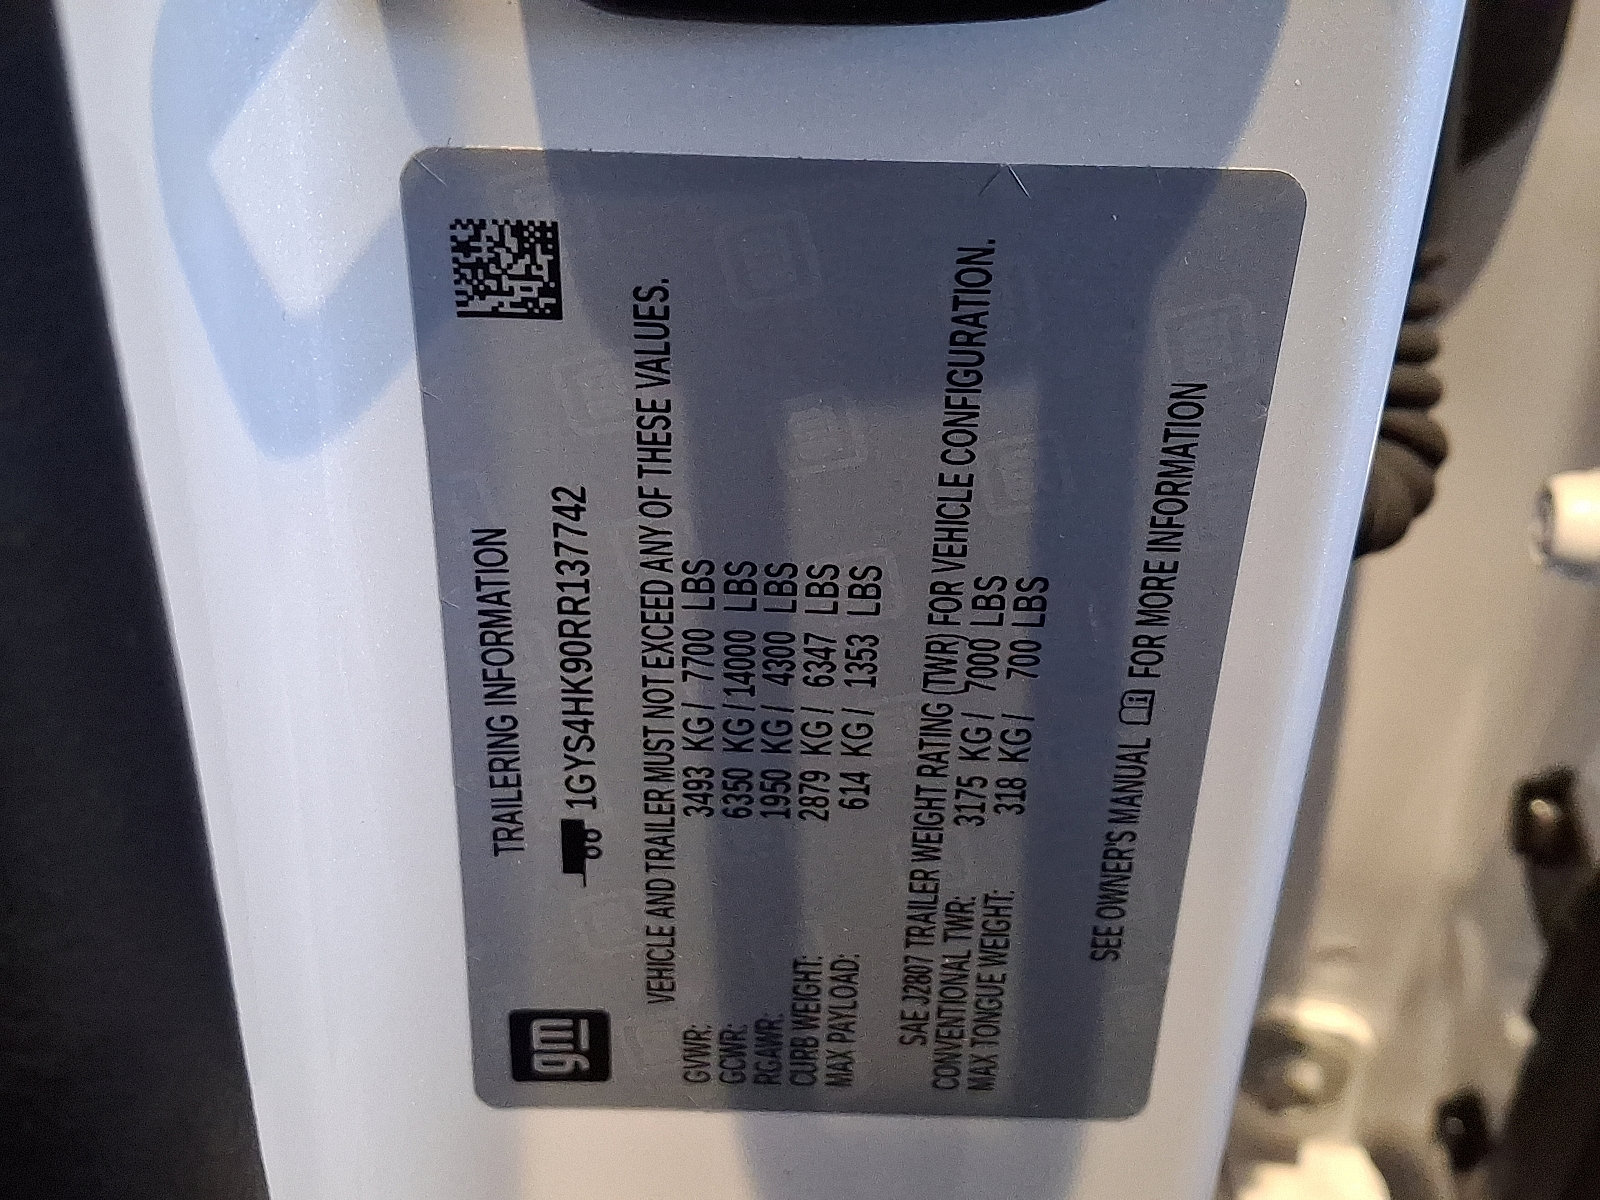 TRAILERING INFORMATION
gm 1GYS4HK90RR137742
VEHICLE AND TRAILER MUST NOT EXCEED ANY OF THESE VALUES.
GVWR: 3493 KG / 7700 LBS
GCWR: 6350 KG / 14000 LBS
RGAWR: 1950 KG / 4300 LBS
CURB WEIGHT: 2879 KG / 6347 LBS
MAX PAYLOAD: 614 KG / 1353 LBS
SAE J2807 TRAILER WEIGHT RATING (TWR) FOR VEHICLE CONFIGURATION.
CONVENTIONAL TWR: 3175 KG / 7000 LBS
MAX TONGUE WEIGHT: 318 KG / 700 LBS
SEE OWNER'S MANUAL FOR MORE INFORMATION